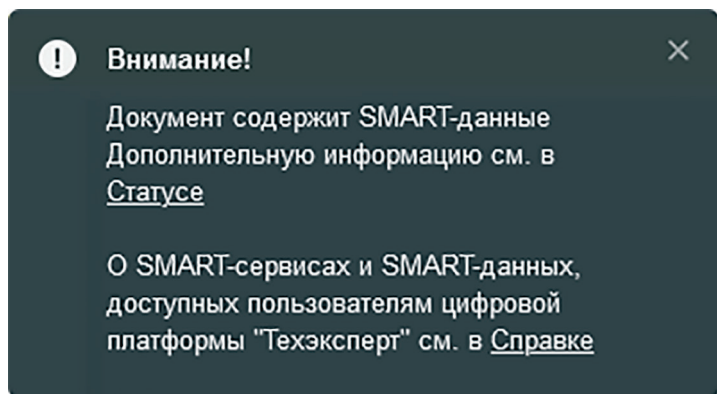 Внимание!
Документ содержит SMART-данные
Дополнительную информацию см. в
Статусе
О SMART-сервисах и SMART-данных,
доступных пользователям цифровой
платформы "Техэксперт" см. в Справке